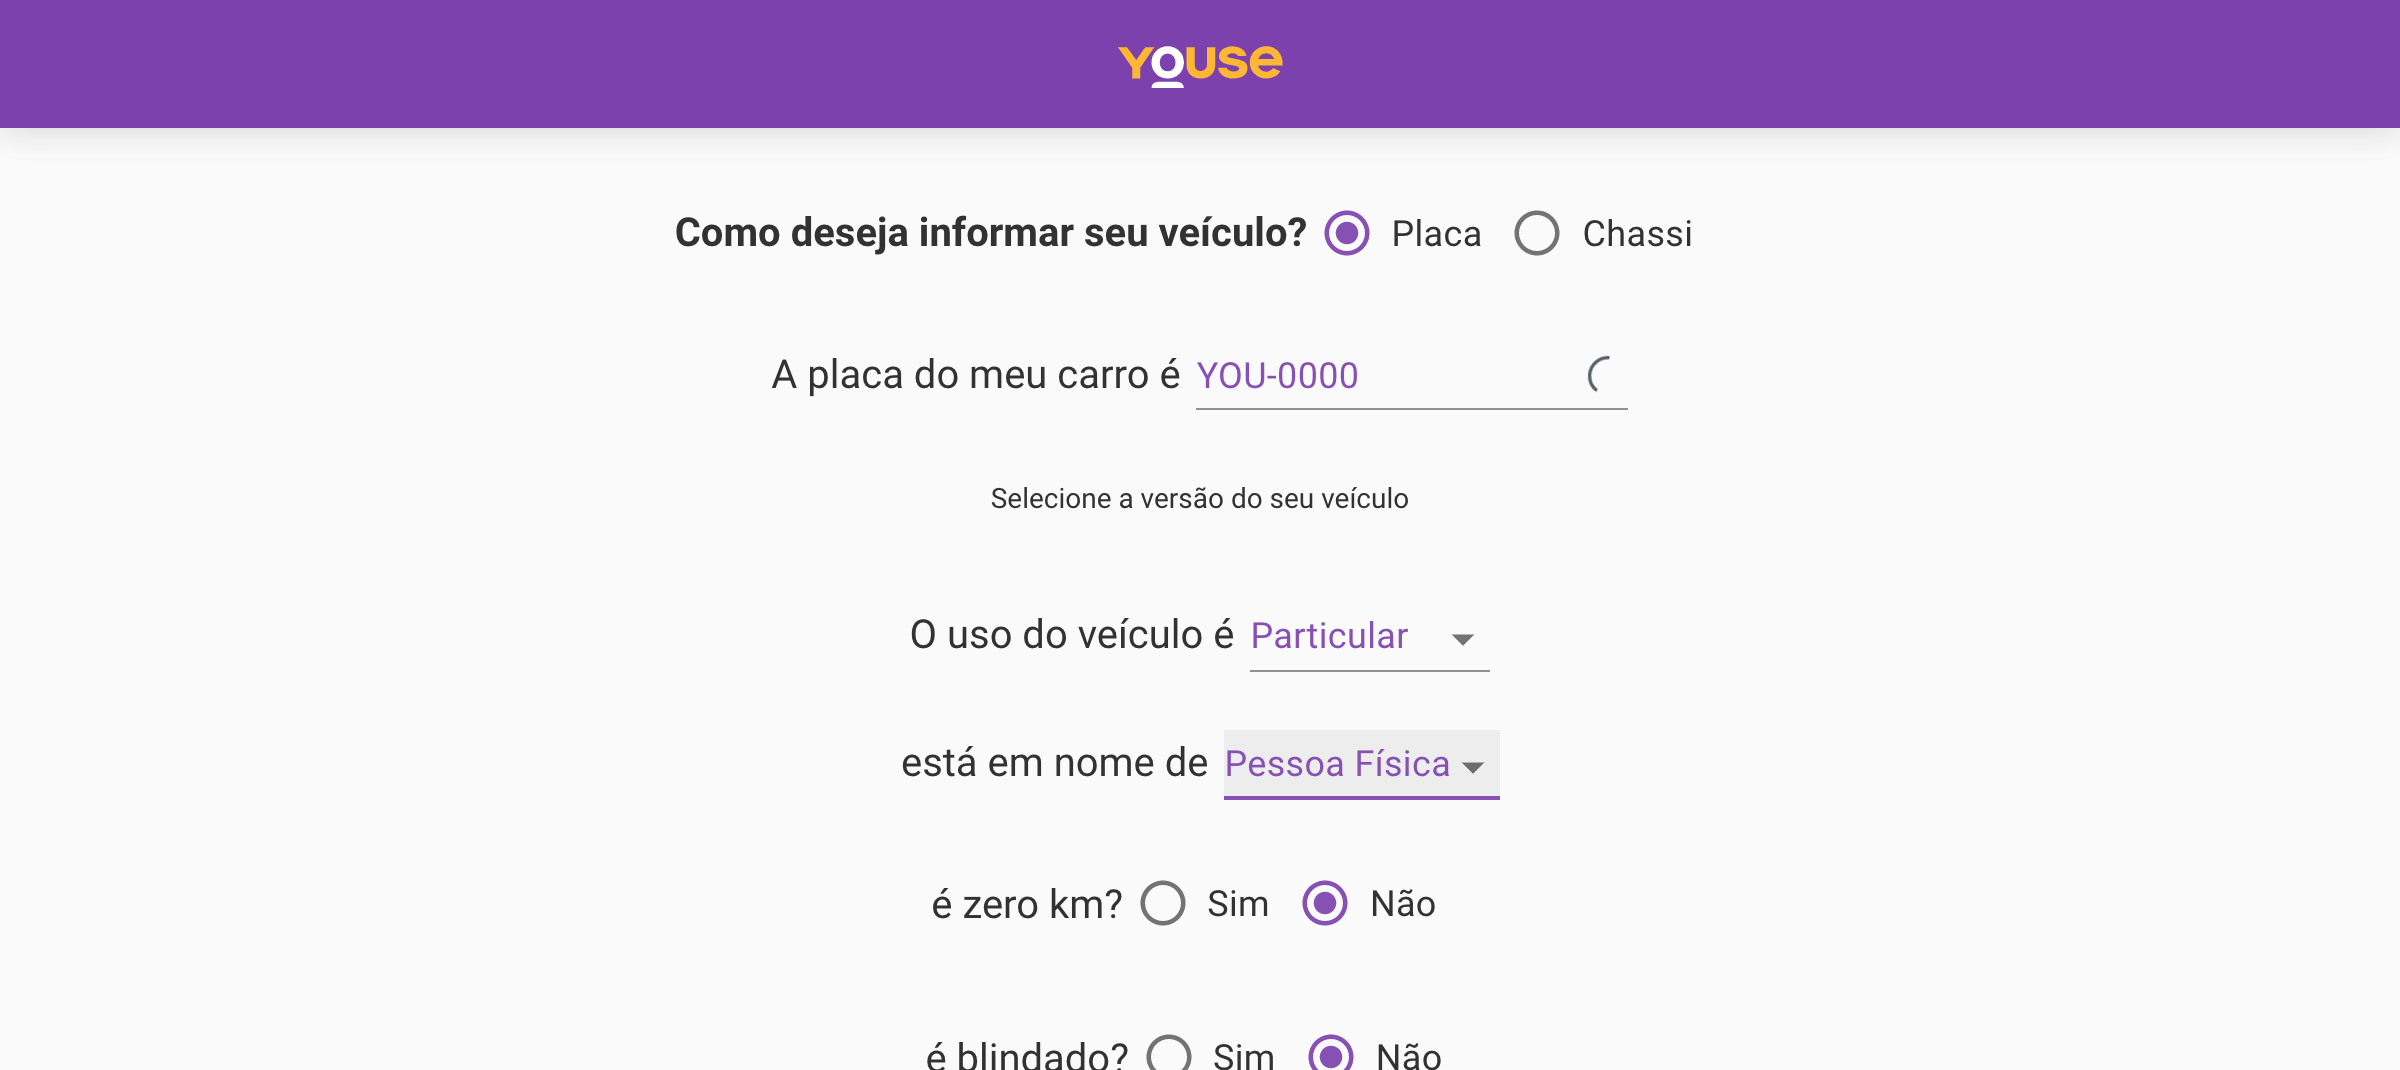 Youse
Como deseja informar seu veículo? Placa Chassi
A placa do meu carro é YOU-0000
Selecione a versão do seu veículo
O uso do veículo é Particular
está em nome de Pessoa Física
é zero km? Sim Não
é blindado? Sim Não